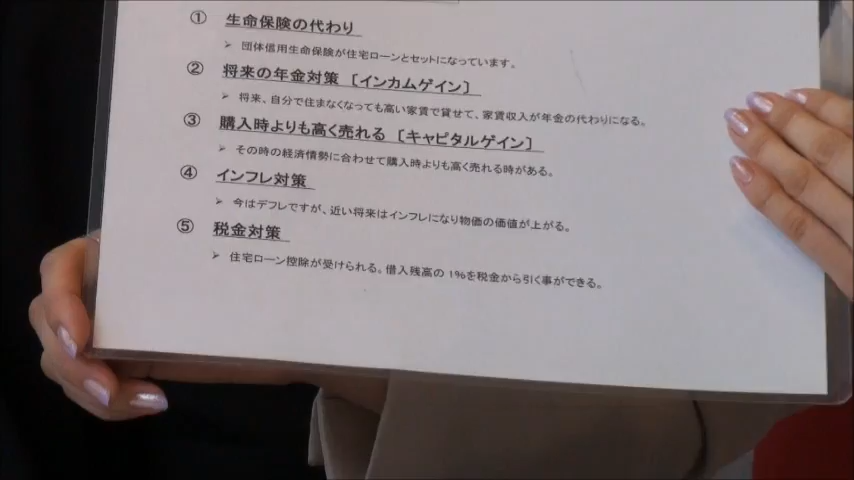 ① 生命保険の代わり
➢ 団体信用生命保険が住宅ローンとセットになっています。
② 将来の年金対策［インカムゲイン］
➢ 将来、自分で住まなくなっても高い家賃で貸せて、家賃収入が年金の代わりになる。
③ 購入時よりも高く売れる［キャピタルゲイン］
➢ その時の経済情勢に合わせて購入時よりも高く売れる時がある。
④ インフレ対策
➢ 今はデフレですが、近い将来はインフレになり物価の価値が上がる。
⑤ 税金対策
➢ 住宅ローン控除が受けられる。借入残高の 1%を税金から引く事ができる。